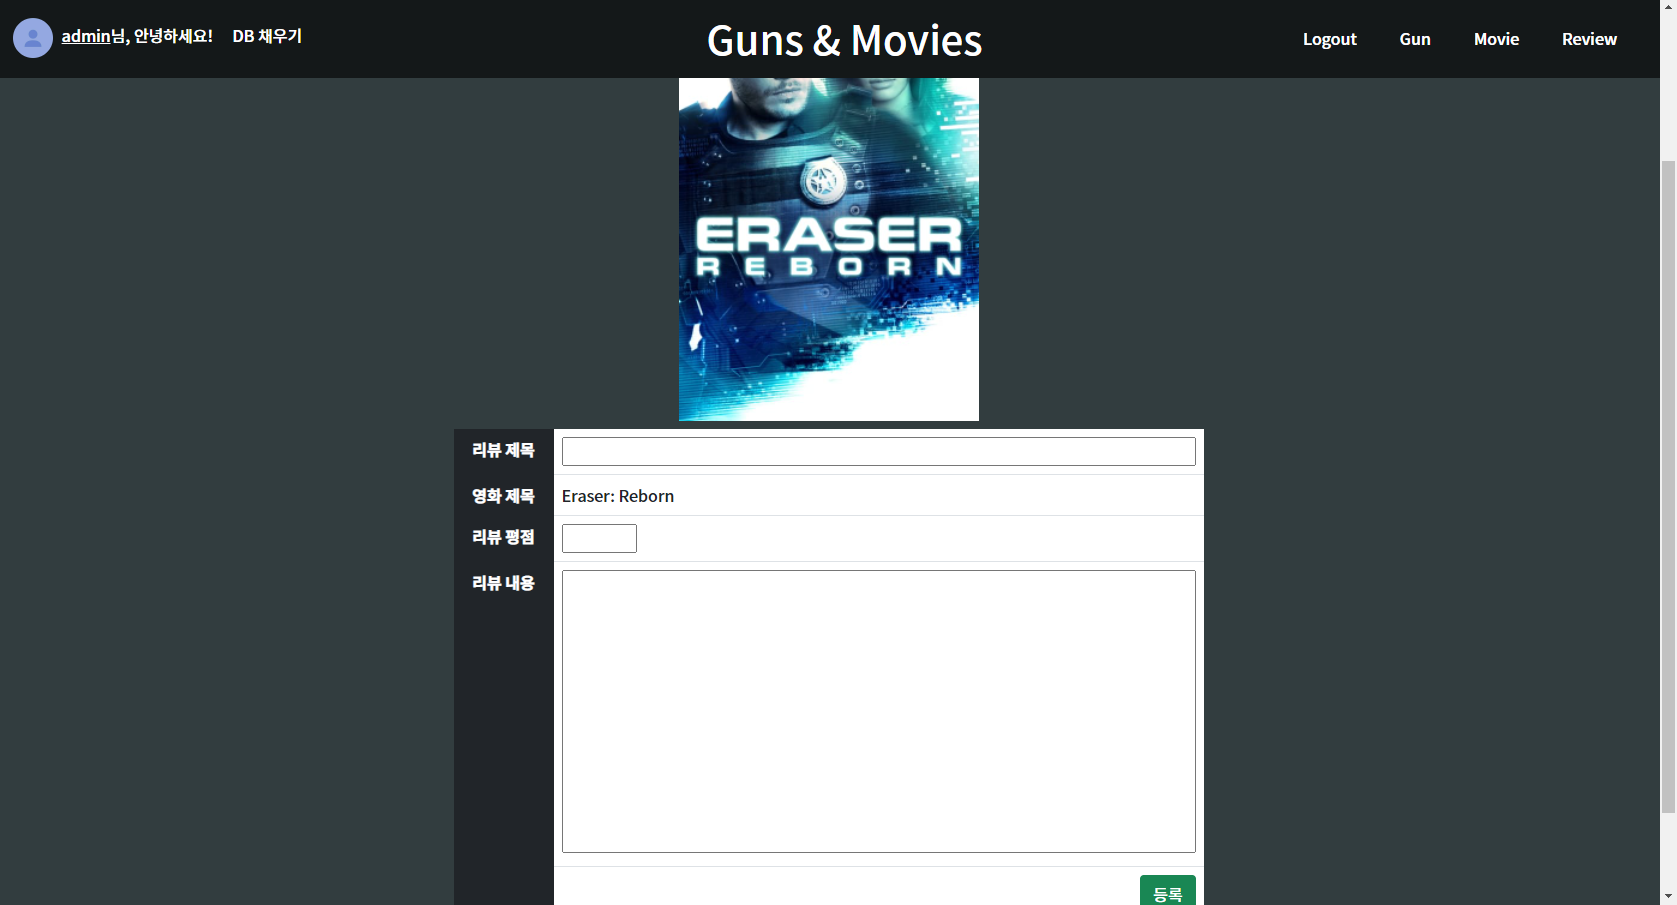 admin님, 안녕하세요! DB 채우기
Guns & Movies
Logout Gun Movie Review
ERASER
REBORN
리뷰 제목
영화 제목 Eraser: Reborn
리뷰 평점
리뷰 내용
등록